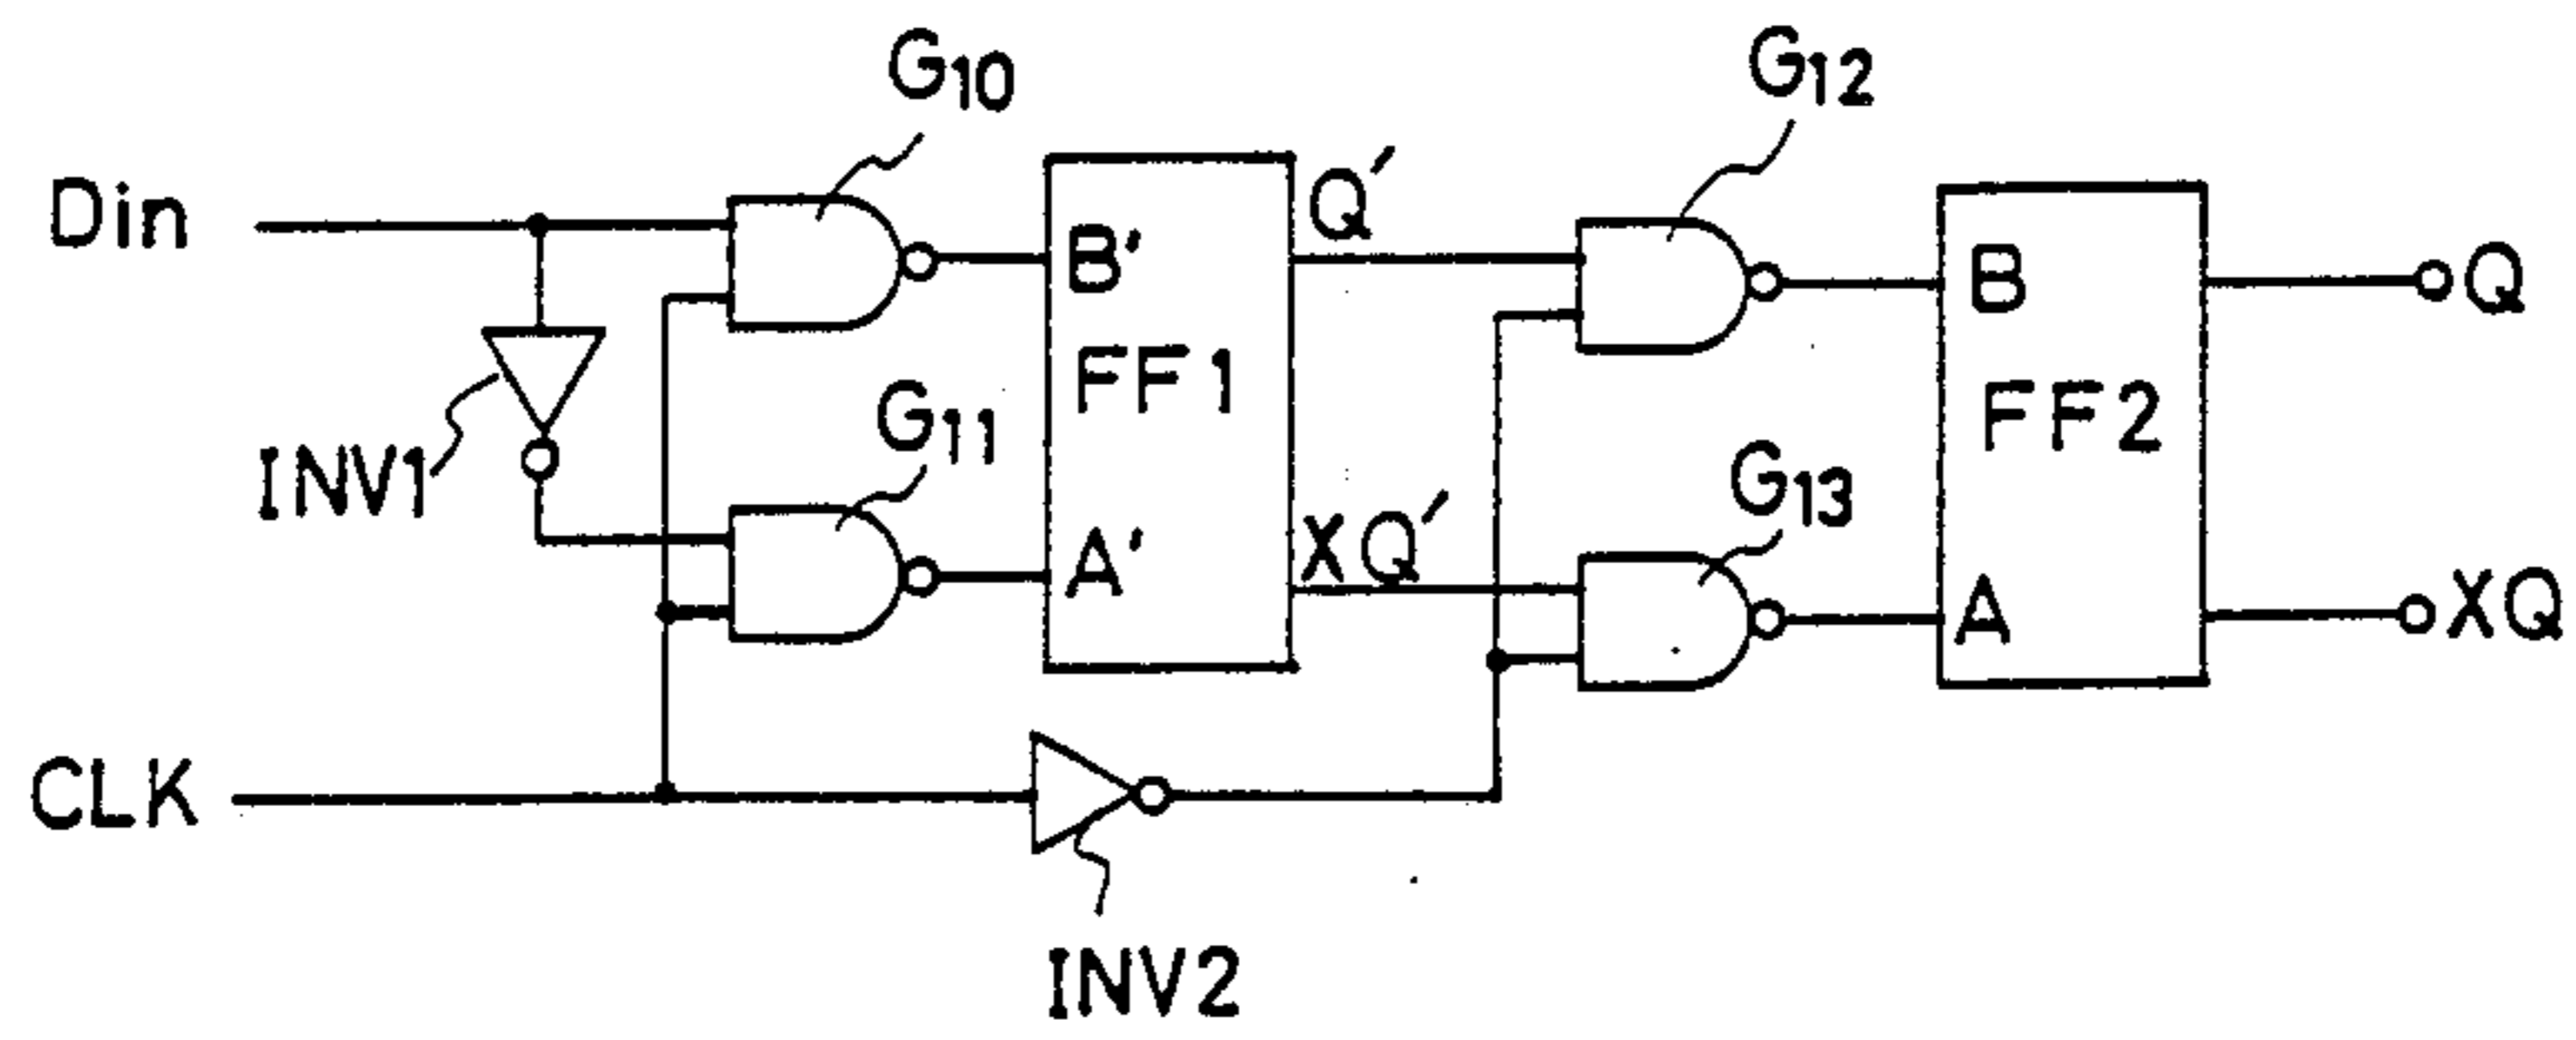 G10
G12
Din
B'
Q'
B
Q
FF1
G11
FF2
INV1
G13
A'
XQ'
A
XQ
CLK
INV2